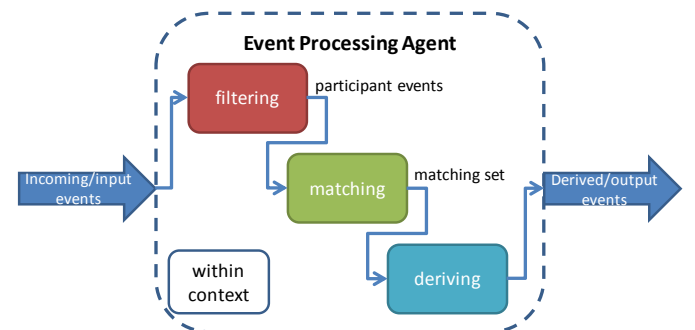 Event Processing Agent
filtering
participant events
Incoming/input
events
matching
matching set
Derived/output
events
within
context
deriving